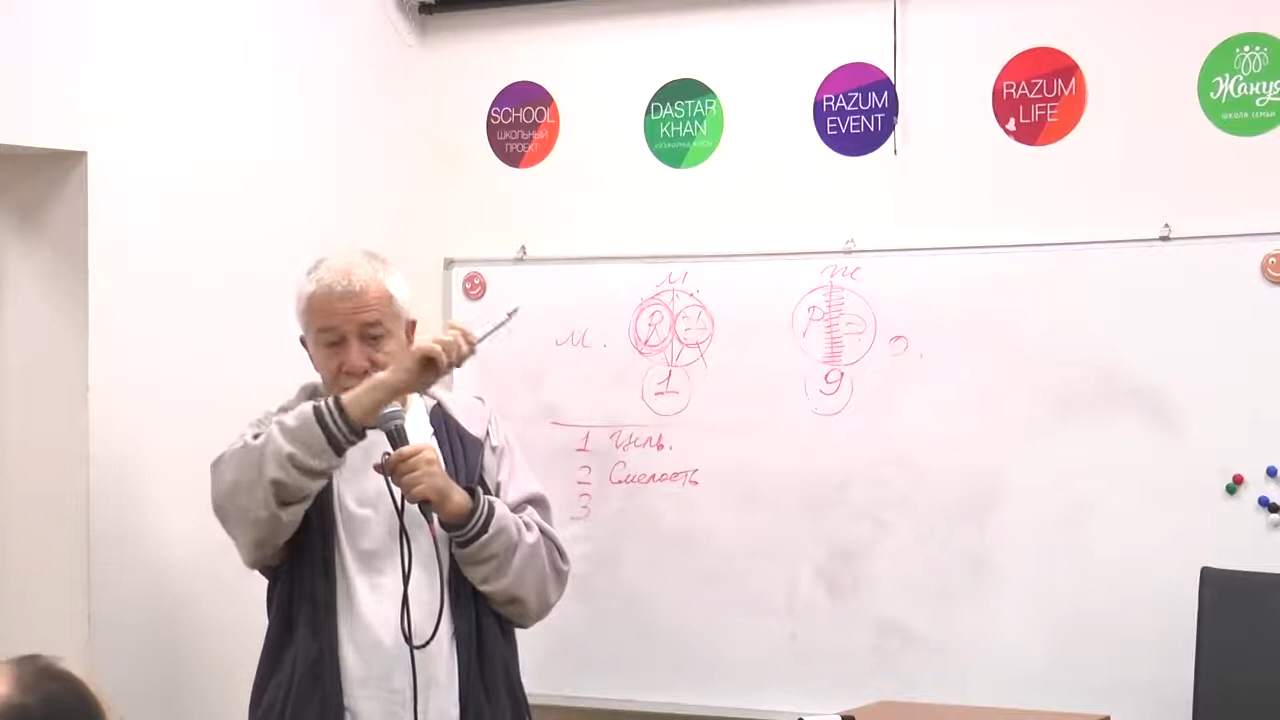 SCHOOL
ШКОЛЬНЫЙ
ПРОЕКТ
DASTAR
KHAN
RAZUM
EVENT
RAZUM
LIFE
Жануя
ШКОЛА СЕМЬИ
М Ж
М. R Р О.
1 9
1 Цель.
2 Смелость
3